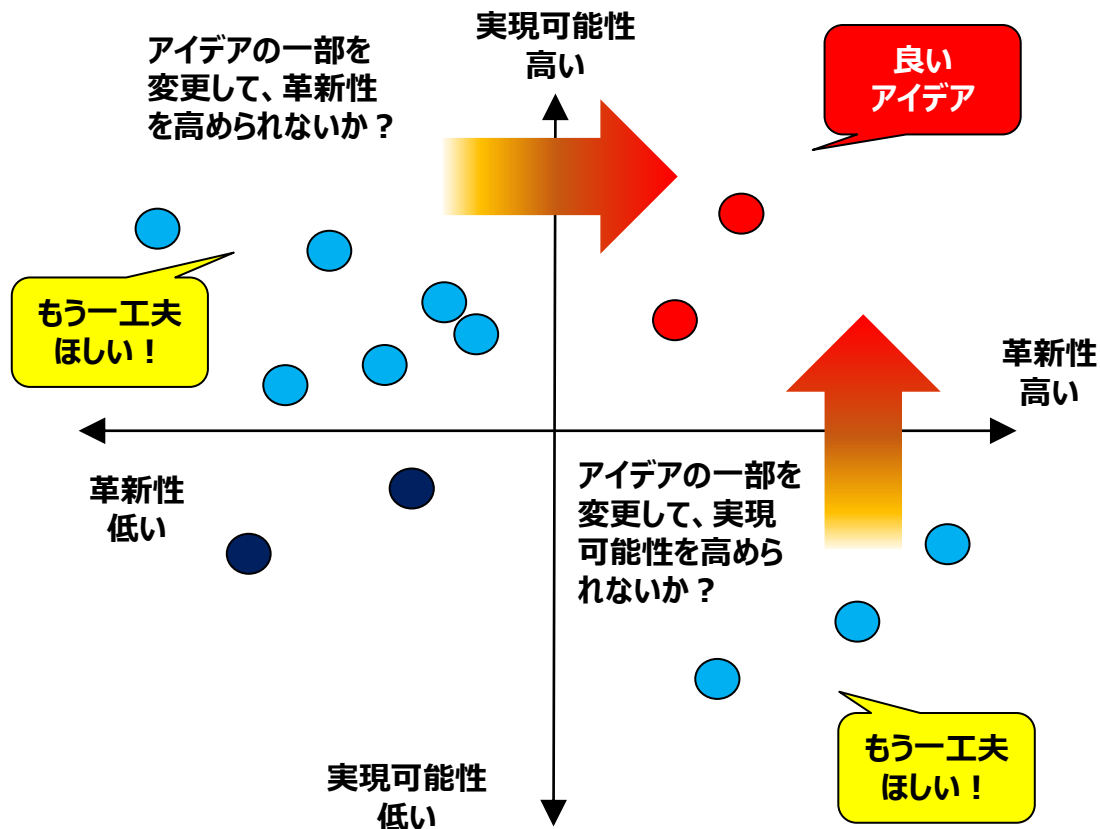 アイデアの一部を
変更して、革新性
を高められないか？
実現可能性
高い
良い
アイデア
もう一工夫
ほしい！
革新性
高い
革新性
低い
アイデアの一部を
変更して、実現
可能性を高めら
れないか？
もう一工夫
ほしい！
実現可能性
低い